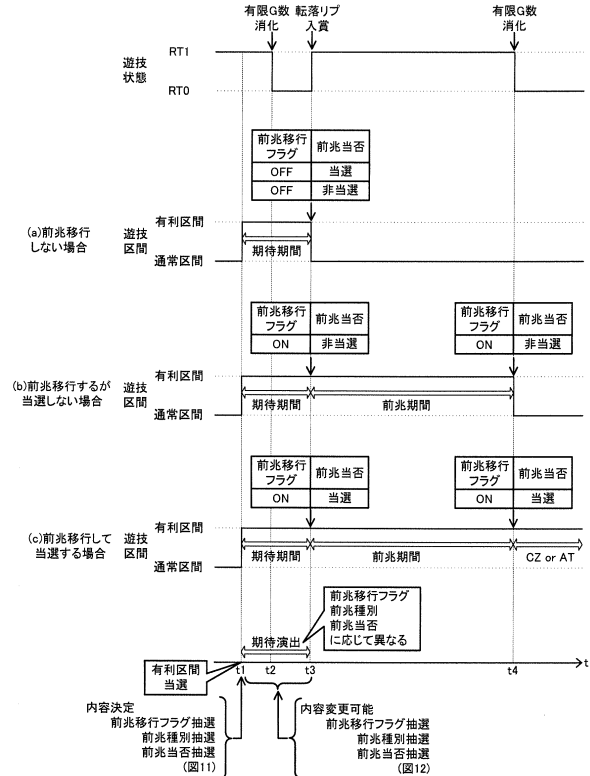 有限G数 転落リプ 有限G数
消化 入賞 消化
RT1
遊技
状態
RT0
前兆移行
フラグ 前兆当否
OFF 当選
OFF 非当選
(a)前兆移行
しない場合
遊技
区間
有利区間
期待期間
通常区間
前兆移行
フラグ 前兆当否
ON 非当選
前兆移行
フラグ 前兆当否
ON 非当選
(b)前兆移行するが
当選しない場合
遊技
区間
有利区間
期待期間 前兆期間
通常区間
前兆移行
フラグ 前兆当否
ON 当選
前兆移行
フラグ 前兆当否
ON 当選
(c)前兆移行して
当選する場合
遊技
区間
有利区間
期待期間 前兆期間 CZ or AT
通常区間
前兆移行フラグ
前兆種別
前兆当否
に応じて異なる
期待演出
t1 t2 t3 t4 t
有利区間
当選
内容決定
前兆移行フラグ抽選
前兆種別抽選
前兆当否抽選
(図11)
内容変更可能
前兆移行フラグ抽選
前兆種別抽選
前兆当否抽選
(図12)